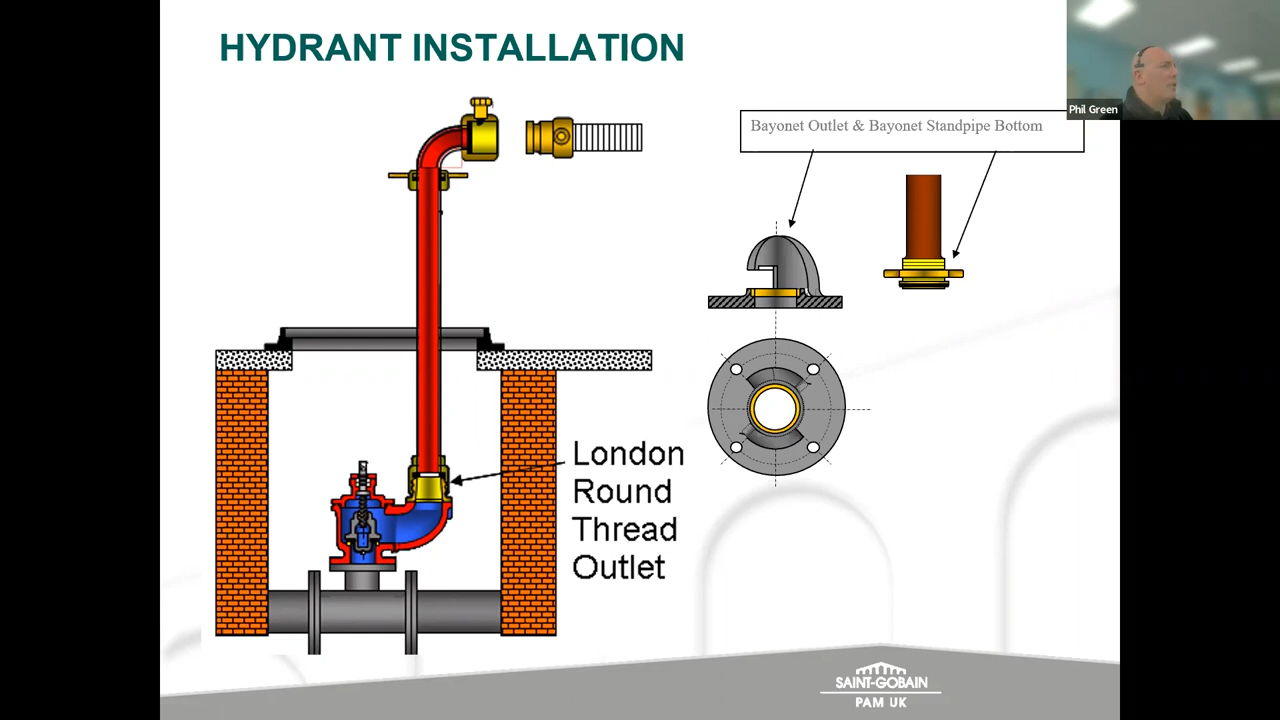 HYDRANT INSTALLATION
Phil Green
Bayonet Outlet & Bayonet Standpipe Bottom
London
Round
Thread
Outlet
SAINT-GOBAIN
PAM UK